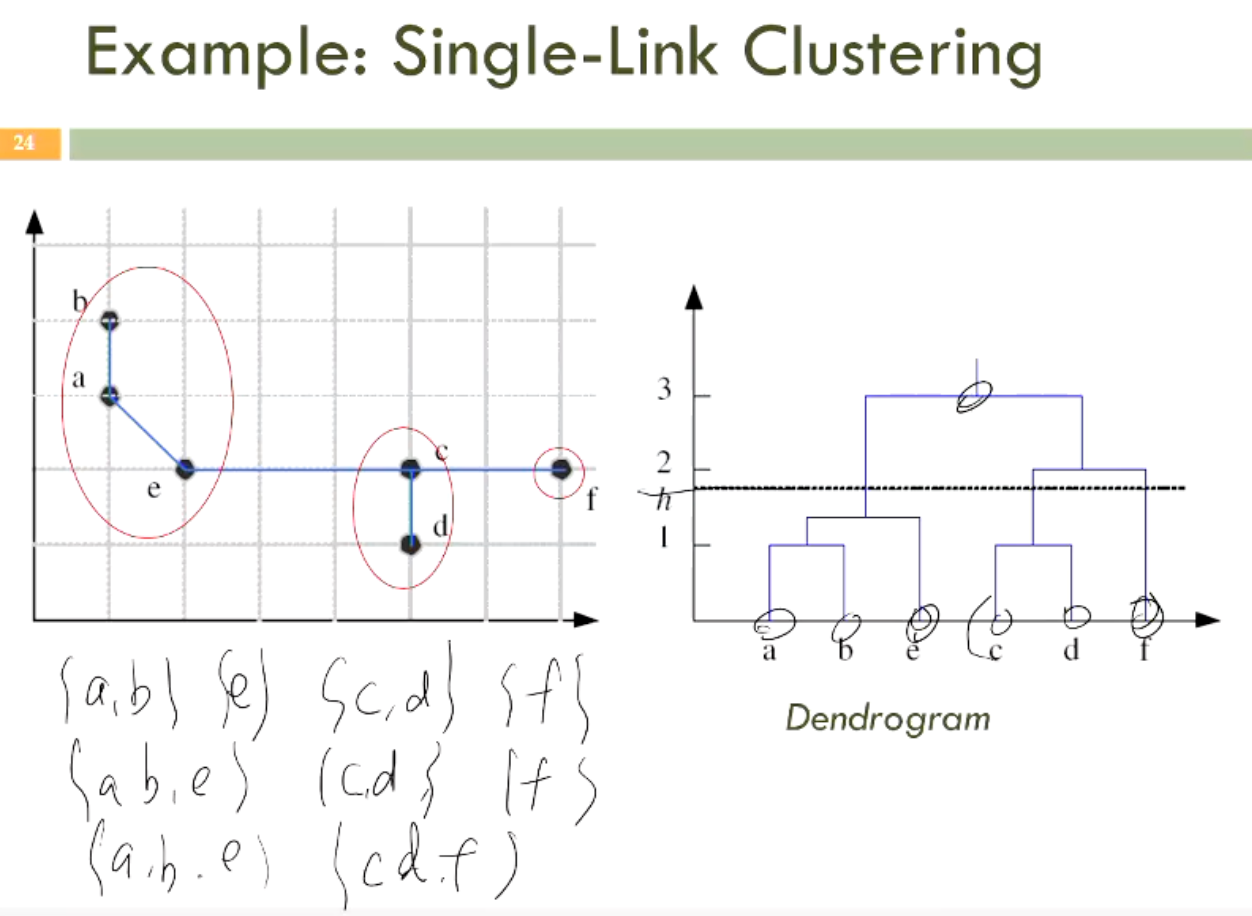 Example: Single-Link Clustering
24
b
a
e
c
d
f
3
2
h
1
a b e c d f
Dendrogram
{a,b} {e} {c,d} {f}
{a b,e} {c,d} {f}
{a,b.e} {c d.f}